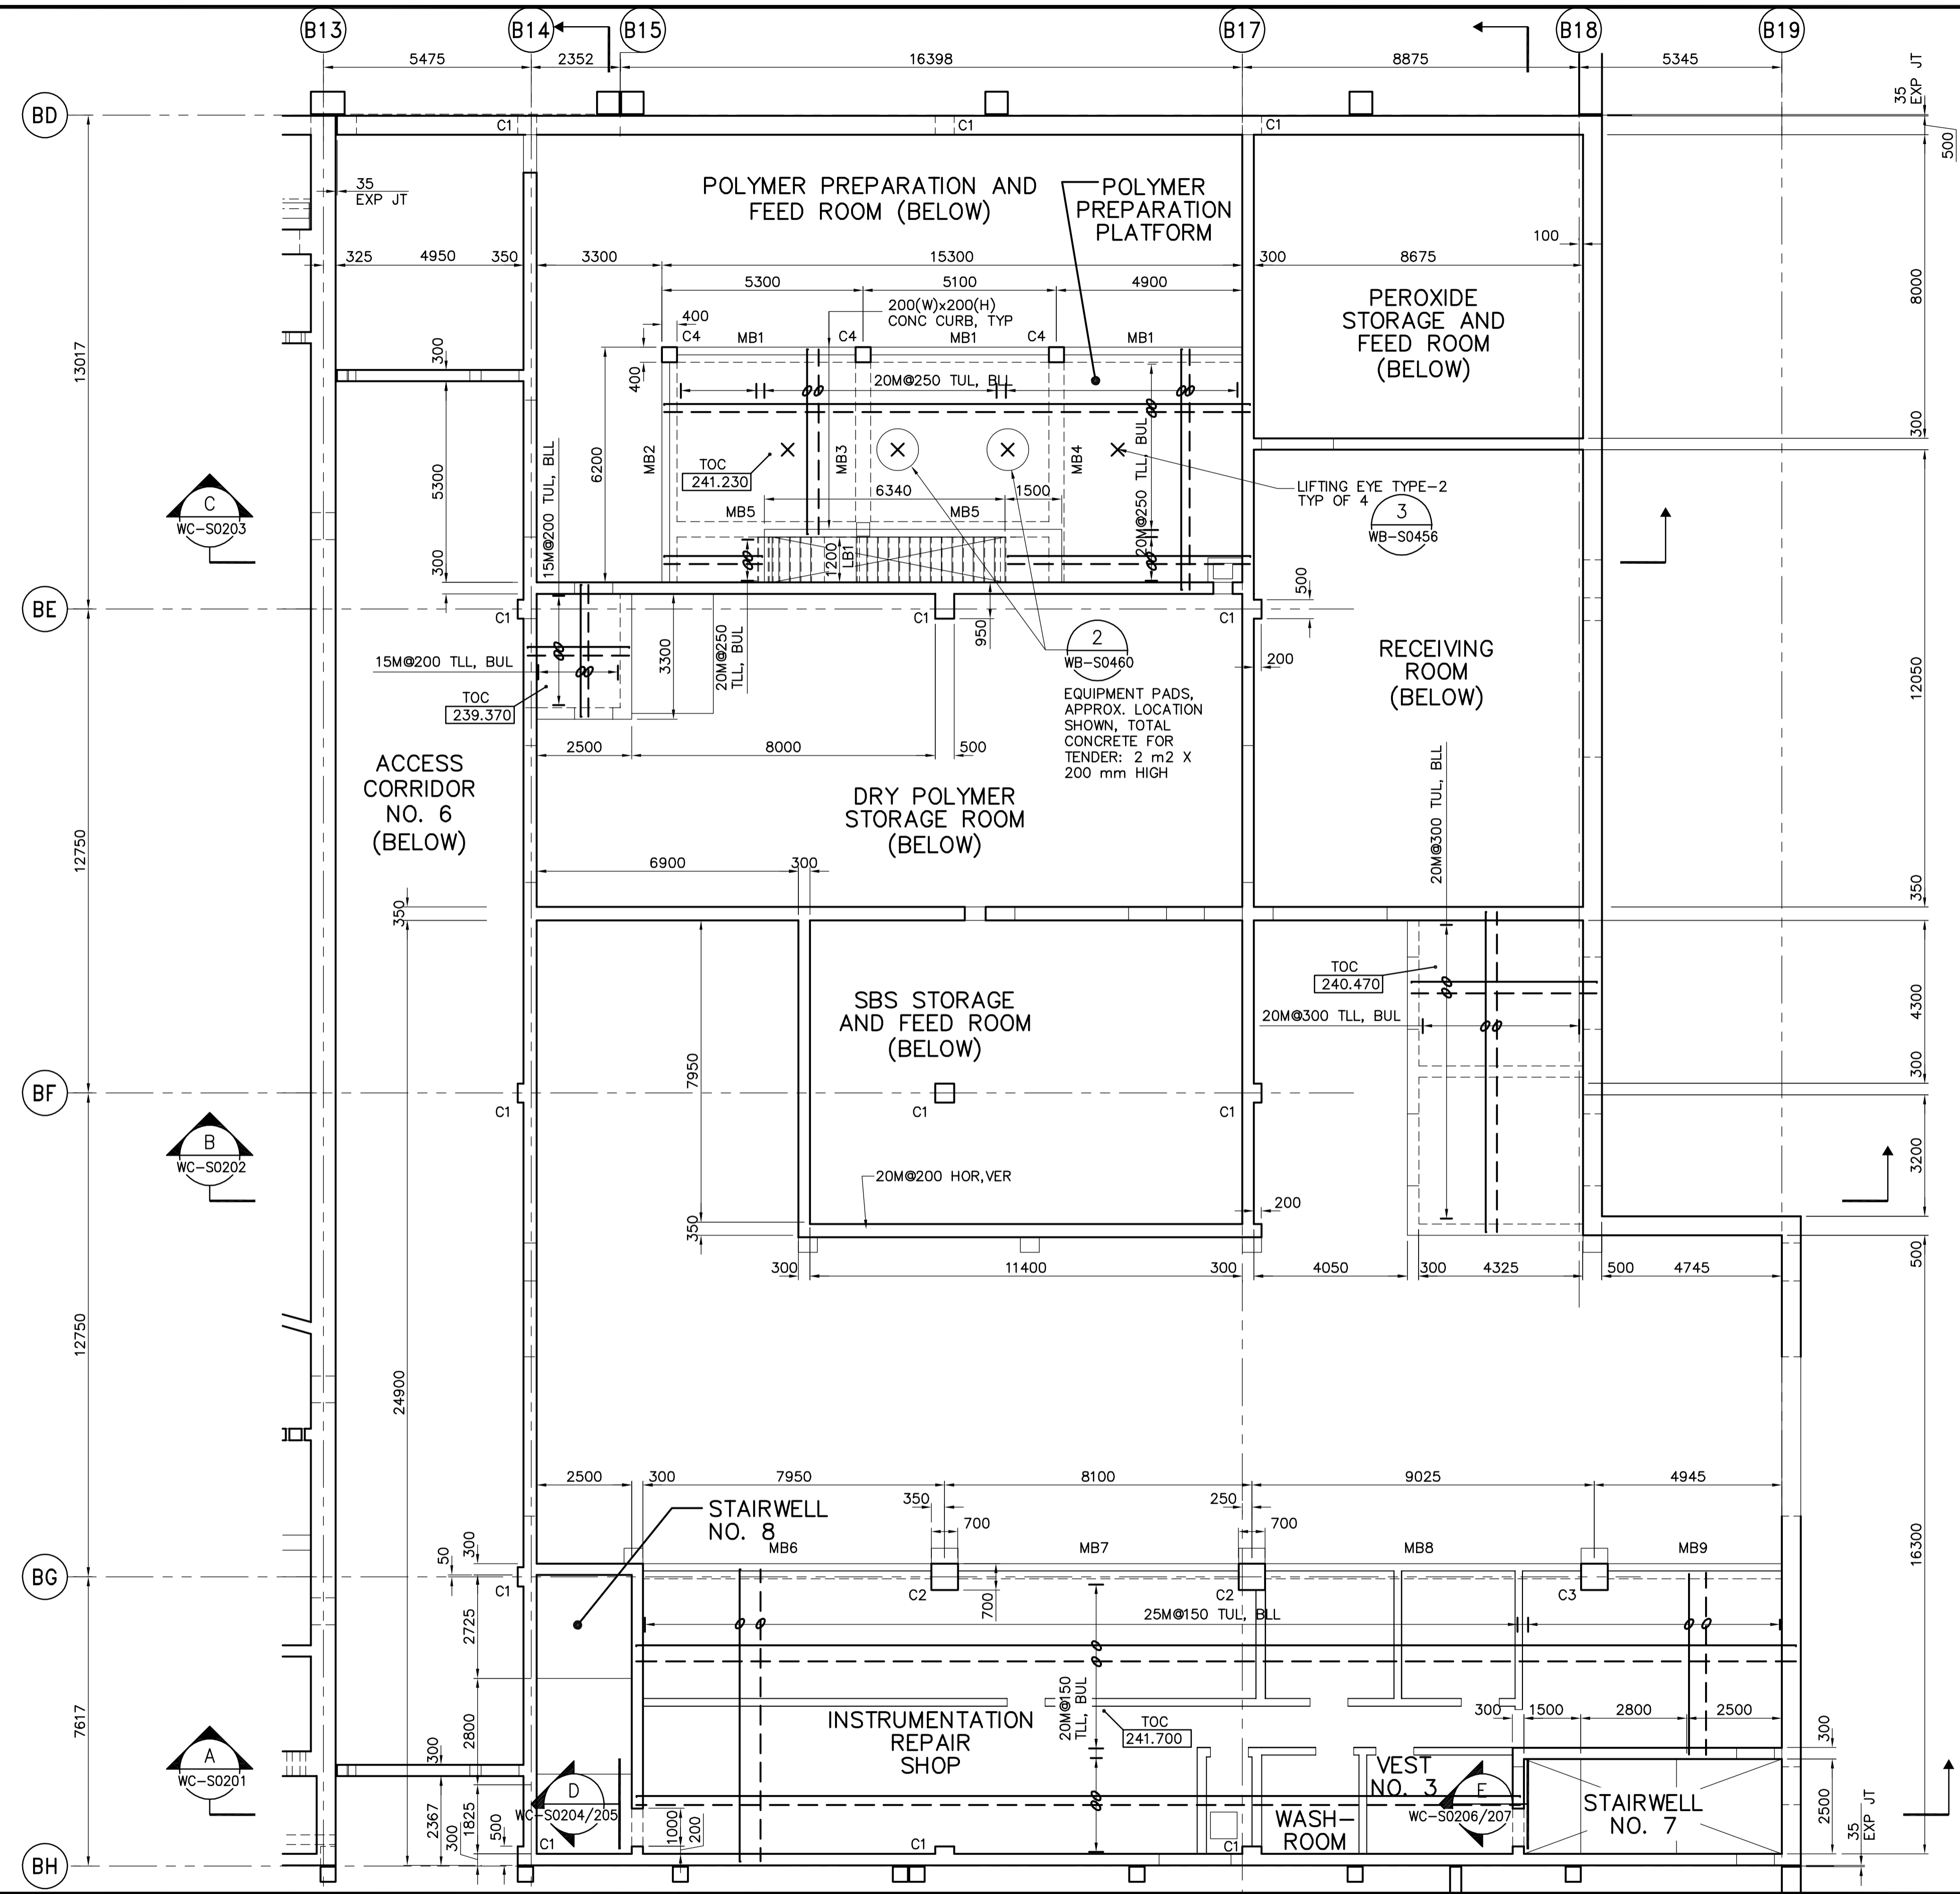 B13
B14
B15
B17
B18
B19
5475
2352
16398
8875
5345
35
EXP JT
500
BD
C1
C1
C1
35
EXP JT
POLYMER PREPARATION AND
FEED ROOM (BELOW)
POLYMER
PREPARATION
PLATFORM
100
325
4950
350
3300
15300
300
8675
5300
5100
4900
200(W)x200(H)
CONC CURB, TYP
PEROXIDE
STORAGE AND
FEED ROOM
(BELOW)
8000
400
C4
MB1
C4
MB1
C4
MB1
13017
300
400
20M@250 TUL, BLL
300
15M@200 TUL, BLL
6200
MB2
MB3
MB4
20M@250 TLL, BUL
TOC
241.230
5300
C
WC-S0203
6340
1500
MB5
MB5
LIFTING EYE TYPE-2
TYP OF 4
3
WB-S0456
300
1200
LB1
BE
C1
C1
C1
500
950
3300
20M@250
TLL, BUL
15M@200 TLL, BUL
TOC
239.370
2
WB-S0460
200
RECEIVING
ROOM
(BELOW)
12050
EQUIPMENT PADS,
APPROX. LOCATION
SHOWN, TOTAL
CONCRETE FOR
TENDER: 2 m2 X
200 mm HIGH
2500
8000
500
ACCESS
CORRIDOR
NO. 6
(BELOW)
DRY POLYMER
STORAGE ROOM
(BELOW)
20M@300 TUL, BLL
12750
6900
300
350
350
TOC
240.470
SBS STORAGE
AND FEED ROOM
(BELOW)
20M@300 TLL, BUL
4300
7950
300
BF
C1
C1
C1
B
WC-S0202
3200
20M@200 HOR,VER
200
350
500
300
11400
300
4050
300
4325
500
4745
12750
24900
2500
300
7950
8100
9025
4945
350
250
STAIRWELL
NO. 8
700
700
16300
50
300
MB6
MB7
MB8
MB9
BG
C1
C2
C2
C3
700
2725
25M@150 TUL, BLL
7617
2800
20M@150
TLL, BUL
INSTRUMENTATION
REPAIR
SHOP
TOC
241.700
300
1500
2800
2500
300
A
WC-S0201
300
VEST
NO. 3
D
WC-S0204/205
E
WC-S0206/207
STAIRWELL
NO. 7
2500
2367
1825
WASH-
ROOM
1000
200
500
300
35
EXP JT
C1
C1
C1
BH